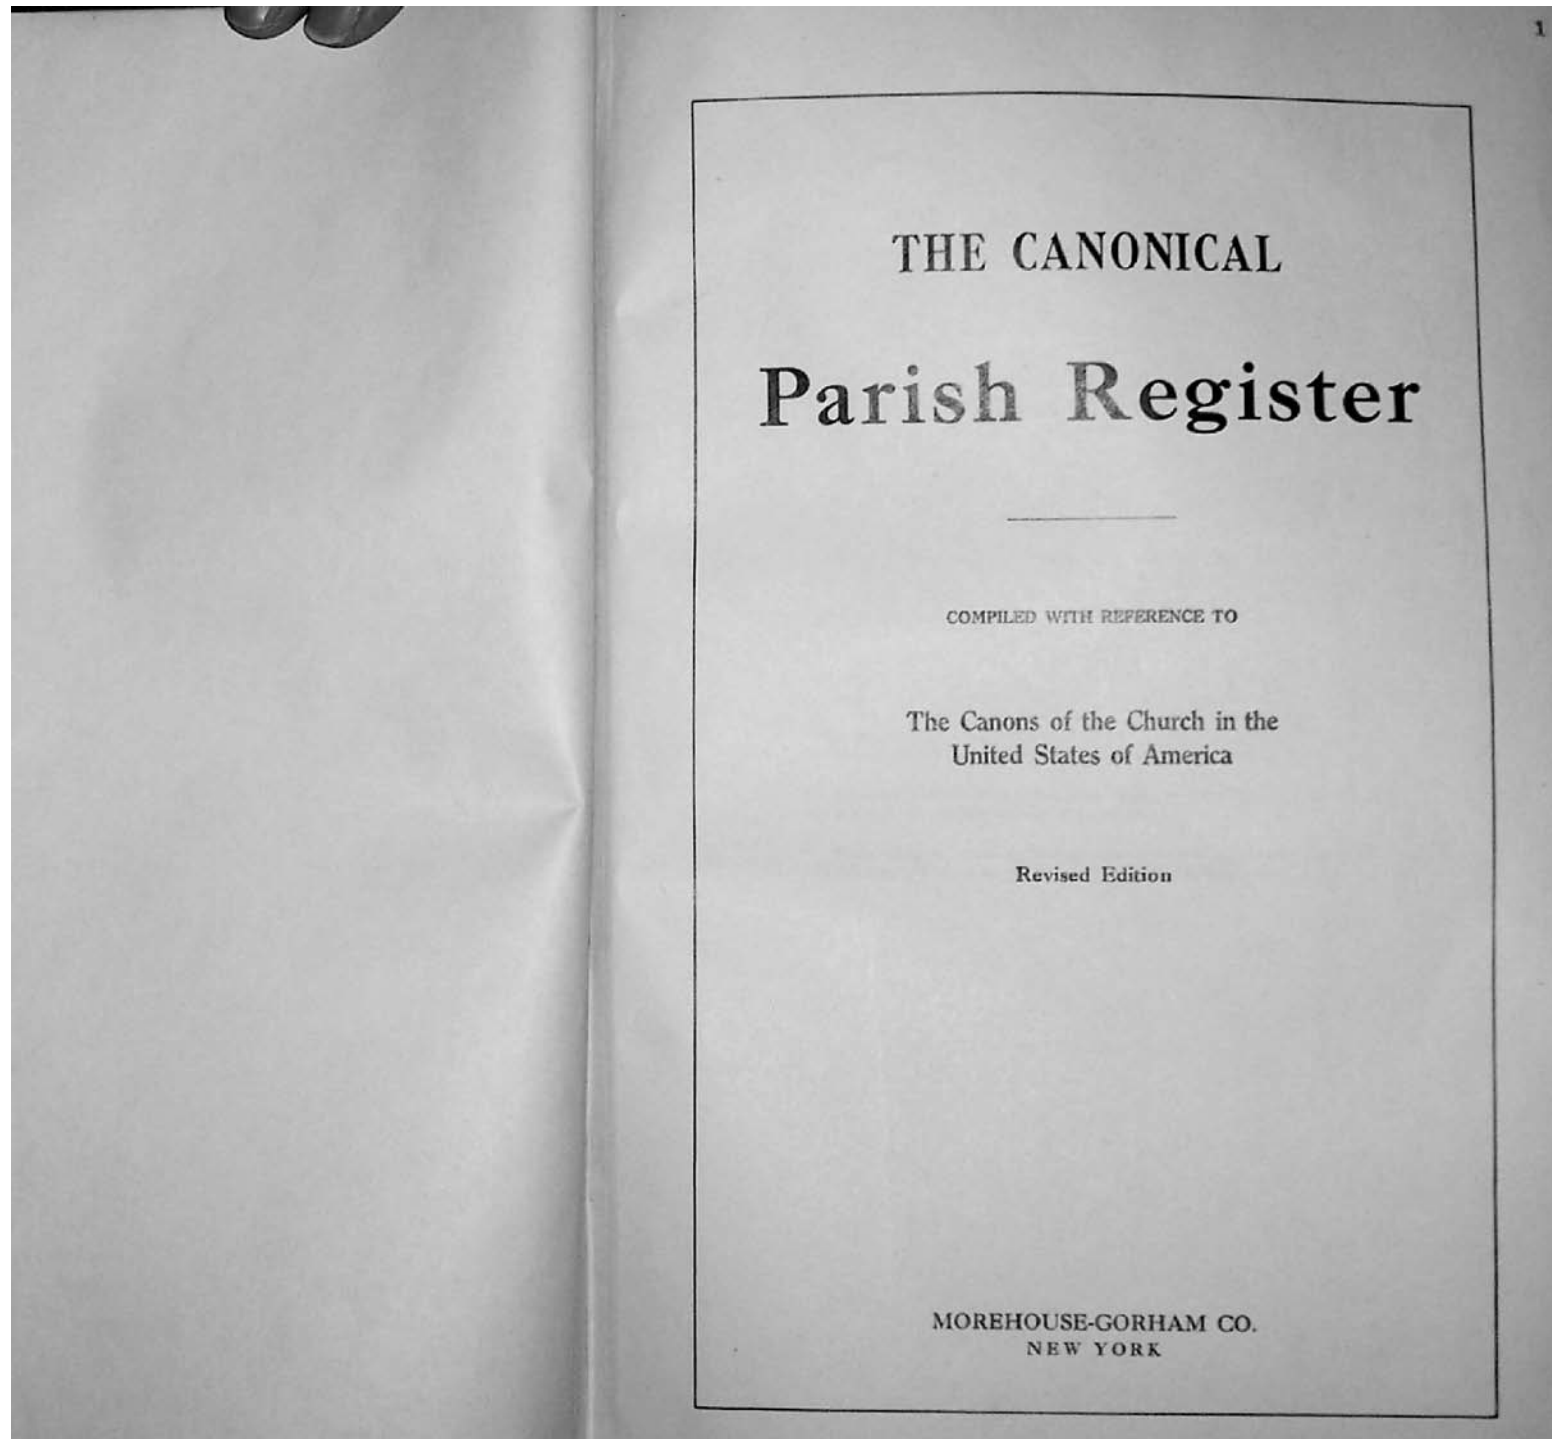 1
THE CANONICAL
Parish Register
COMPILED WITH REFERENCE TO
The Canons of the Church in the
United States of America
Revised Edition
MOREHOUSE-GORHAM CO.
NEW YORK